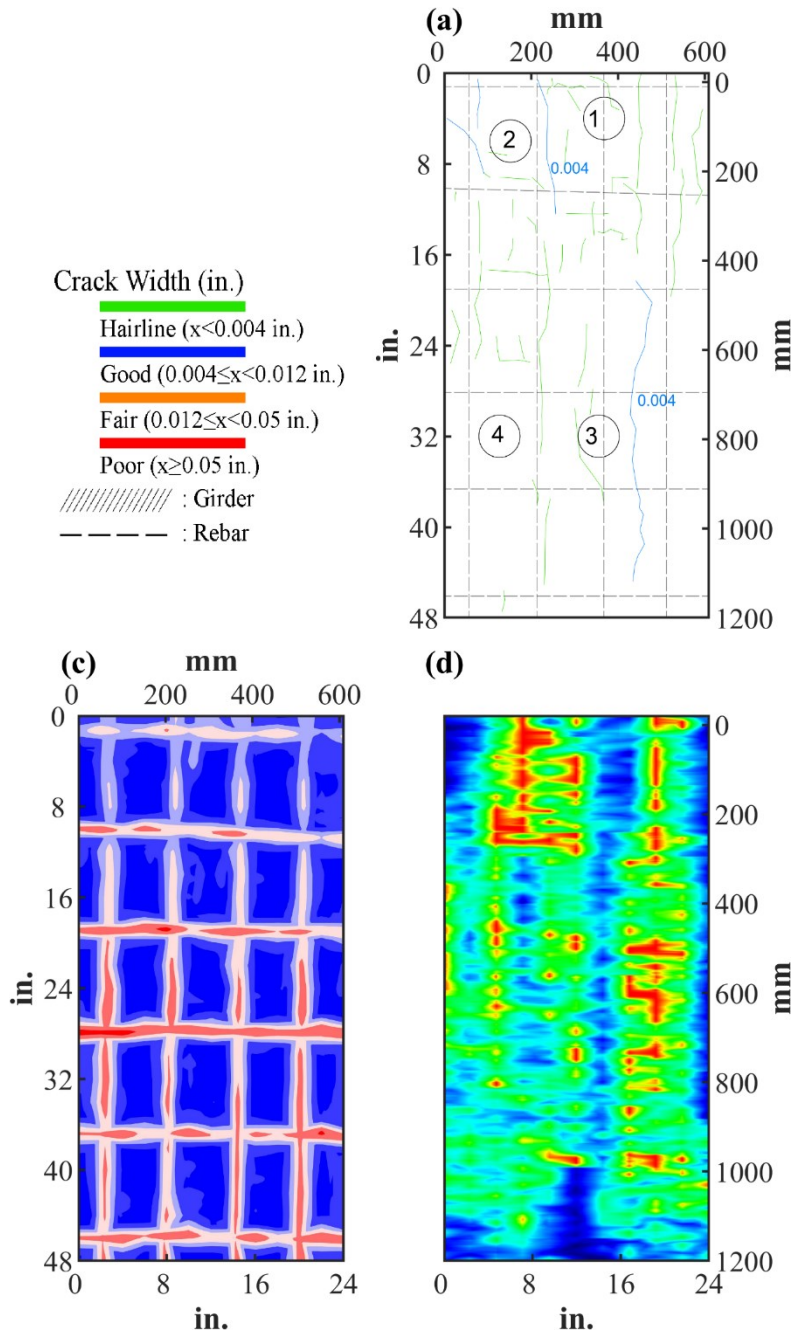 (a)
mm
0 200 400 600
0
8
16
24
32
40
48
in.
0
200
400
600
800
1000
1200
mm
1
2
0.004
0.004
4
3
Crack Width (in.)
Hairline (x<0.004 in.)
Good (0.004≤x<0.012 in.)
Fair (0.012≤x<0.05 in.)
Poor (x≥0.05 in.)
: Girder
: Rebar
(c)
mm
0 200 400 600
0
8
16
24
32
40
48
in.
0 8 16 24
in.
(d)
0
200
400
600
800
1000
1200
mm
0 8 16 24
in.